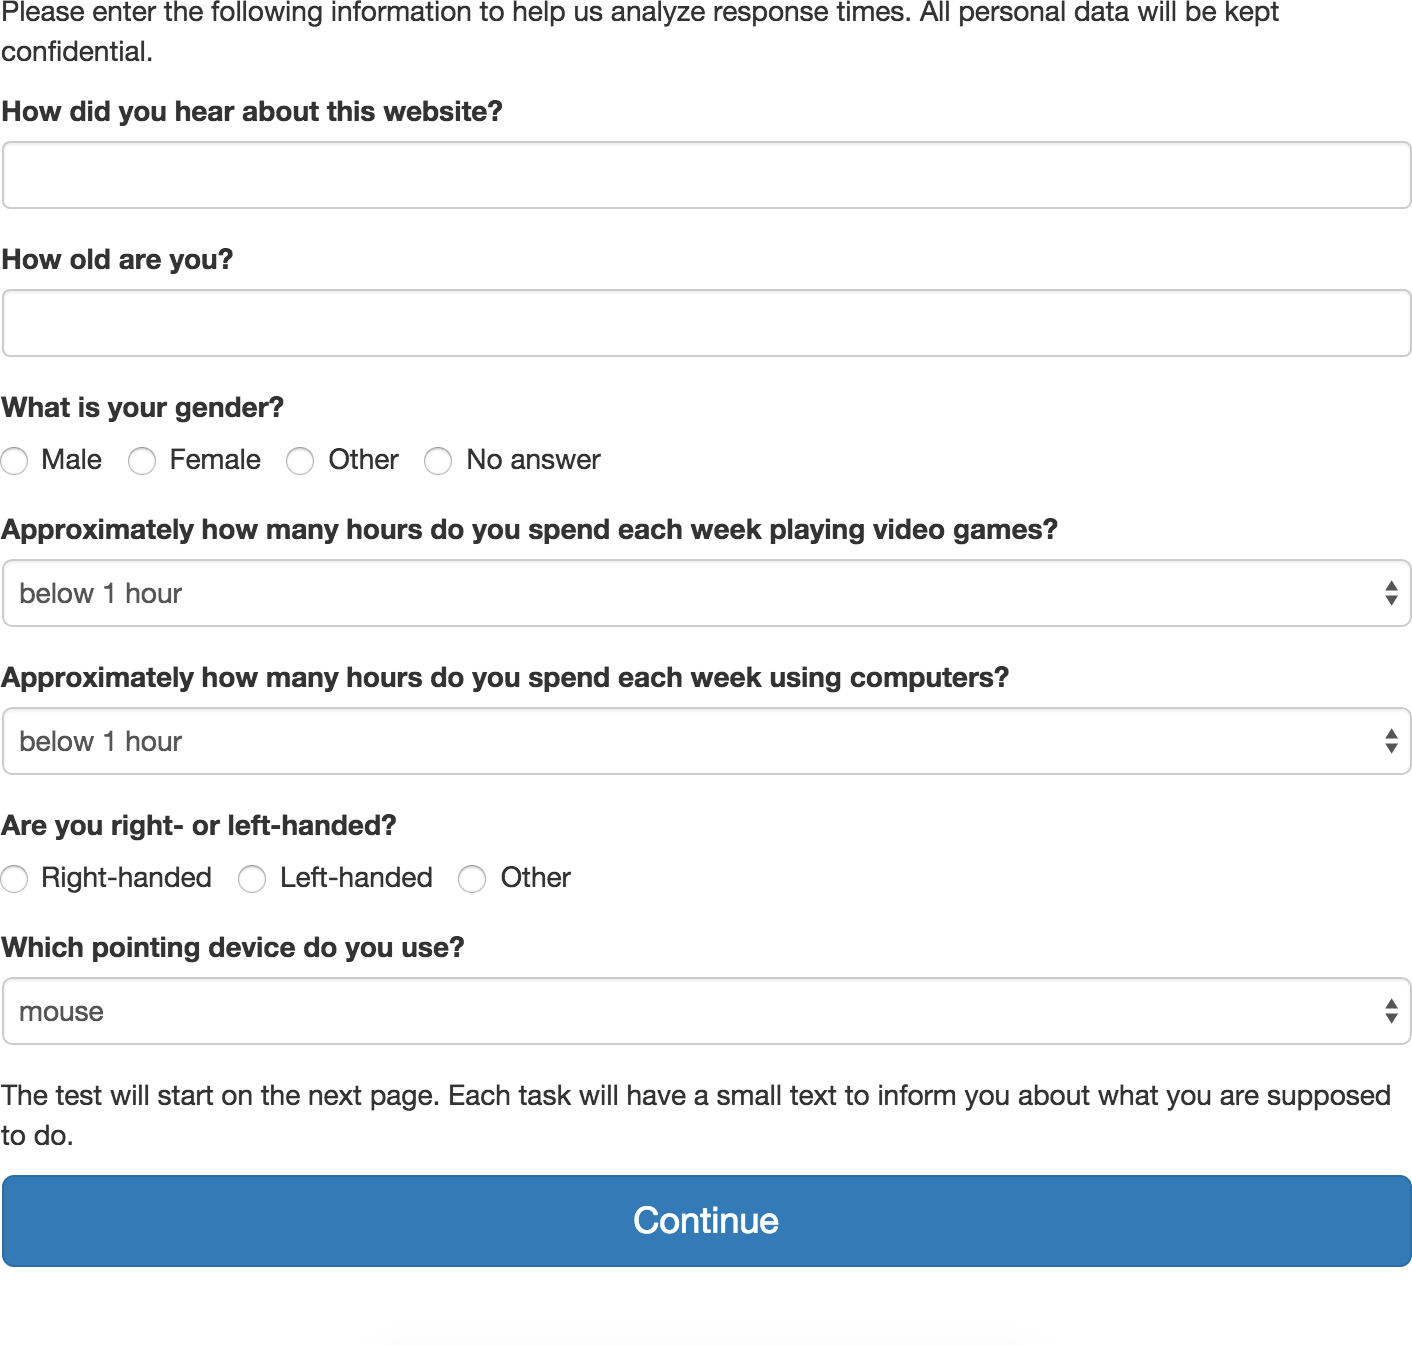 Please enter the following information to help us analyze response times. All personal data will be kept
confidential.
How did you hear about this website?
How old are you?
What is your gender?
Male Female Other No answer
Approximately how many hours do you spend each week playing video games?
below 1 hour
Approximately how many hours do you spend each week using computers?
below 1 hour
Are you right- or left-handed?
Right-handed Left-handed Other
Which pointing device do you use?
mouse
The test will start on the next page. Each task will have a small text to inform you about what you are supposed
to do.
Continue